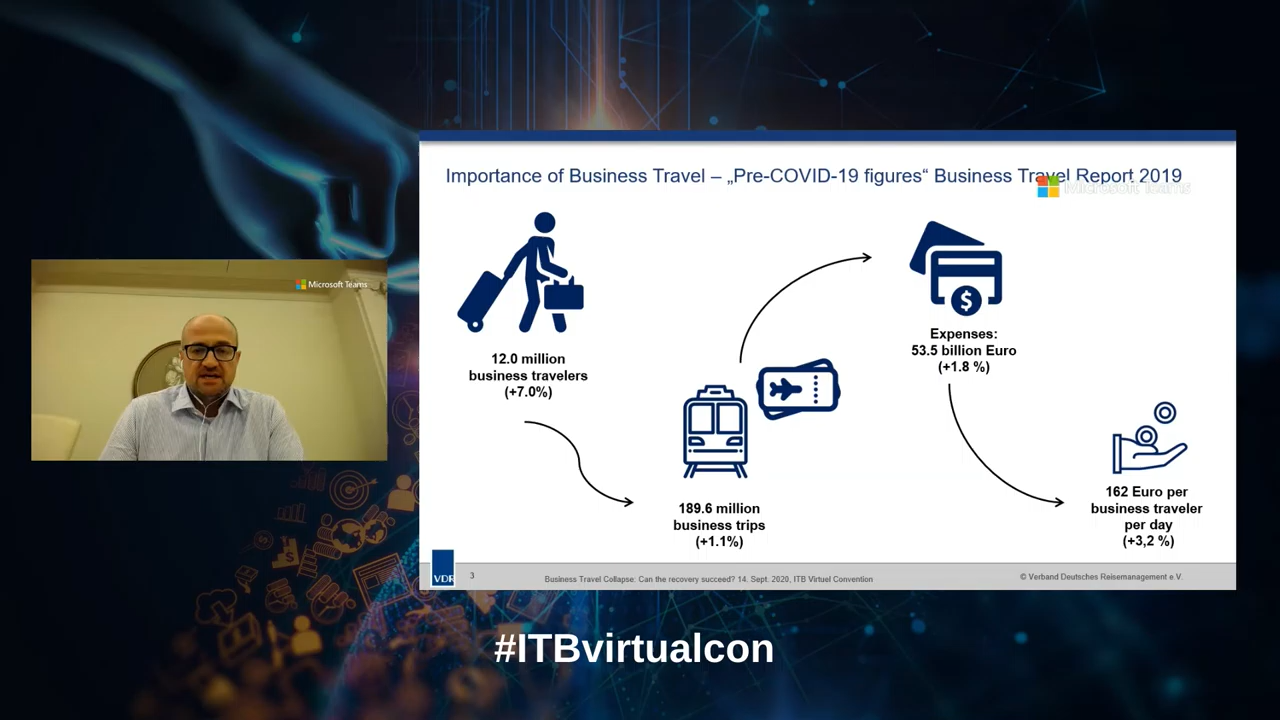 Importance of Business Travel – „Pre-COVID-19 figures“ Business Travel Report 2019
Microsoft Teams
Microsoft Teams
12.0 million
business travelers
(+7.0%)
189.6 million
business trips
(+1.1%)
Expenses:
53.5 billion Euro
(+1.8 %)
162 Euro per
business traveler
per day
(+3,2 %)
VDR
3
Business Travel Collapse: Can the recovery succeed? 14. Sept. 2020, ITB Virtuel Convention
© Verband Deutsches Reisemanagement e.V.
#ITBvirtualcon